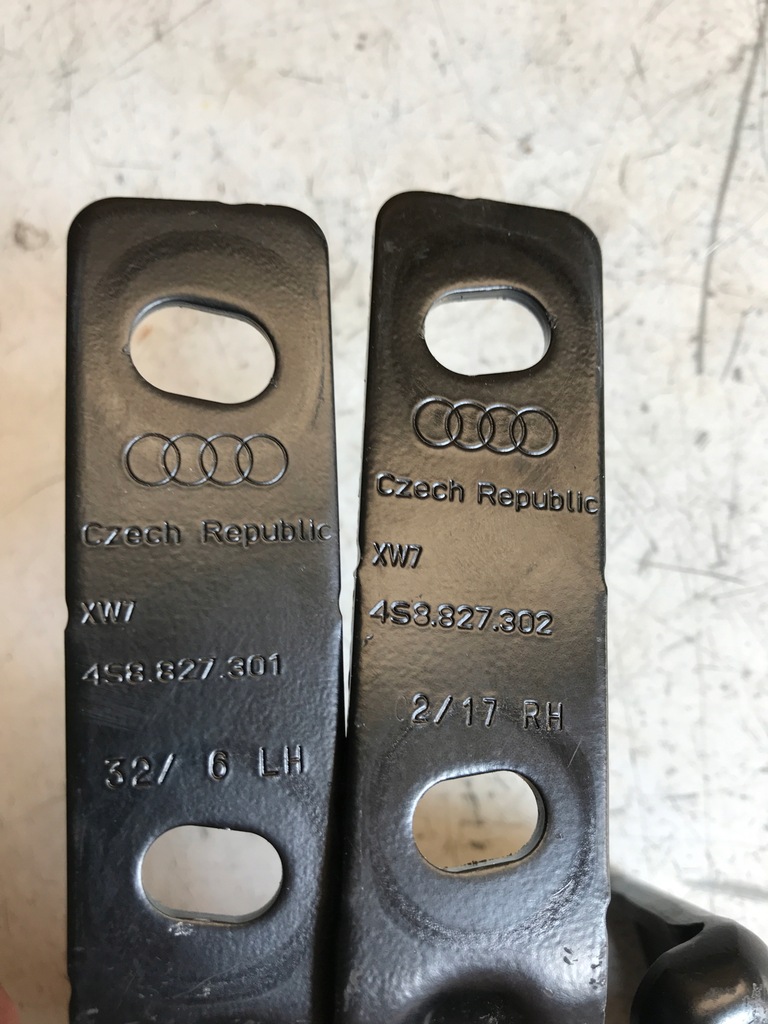 Czech Republic
XW7
4S8.827.301
32/ 6 LH
Czech Republic
XW7
4S8.827.302
2/17 RH